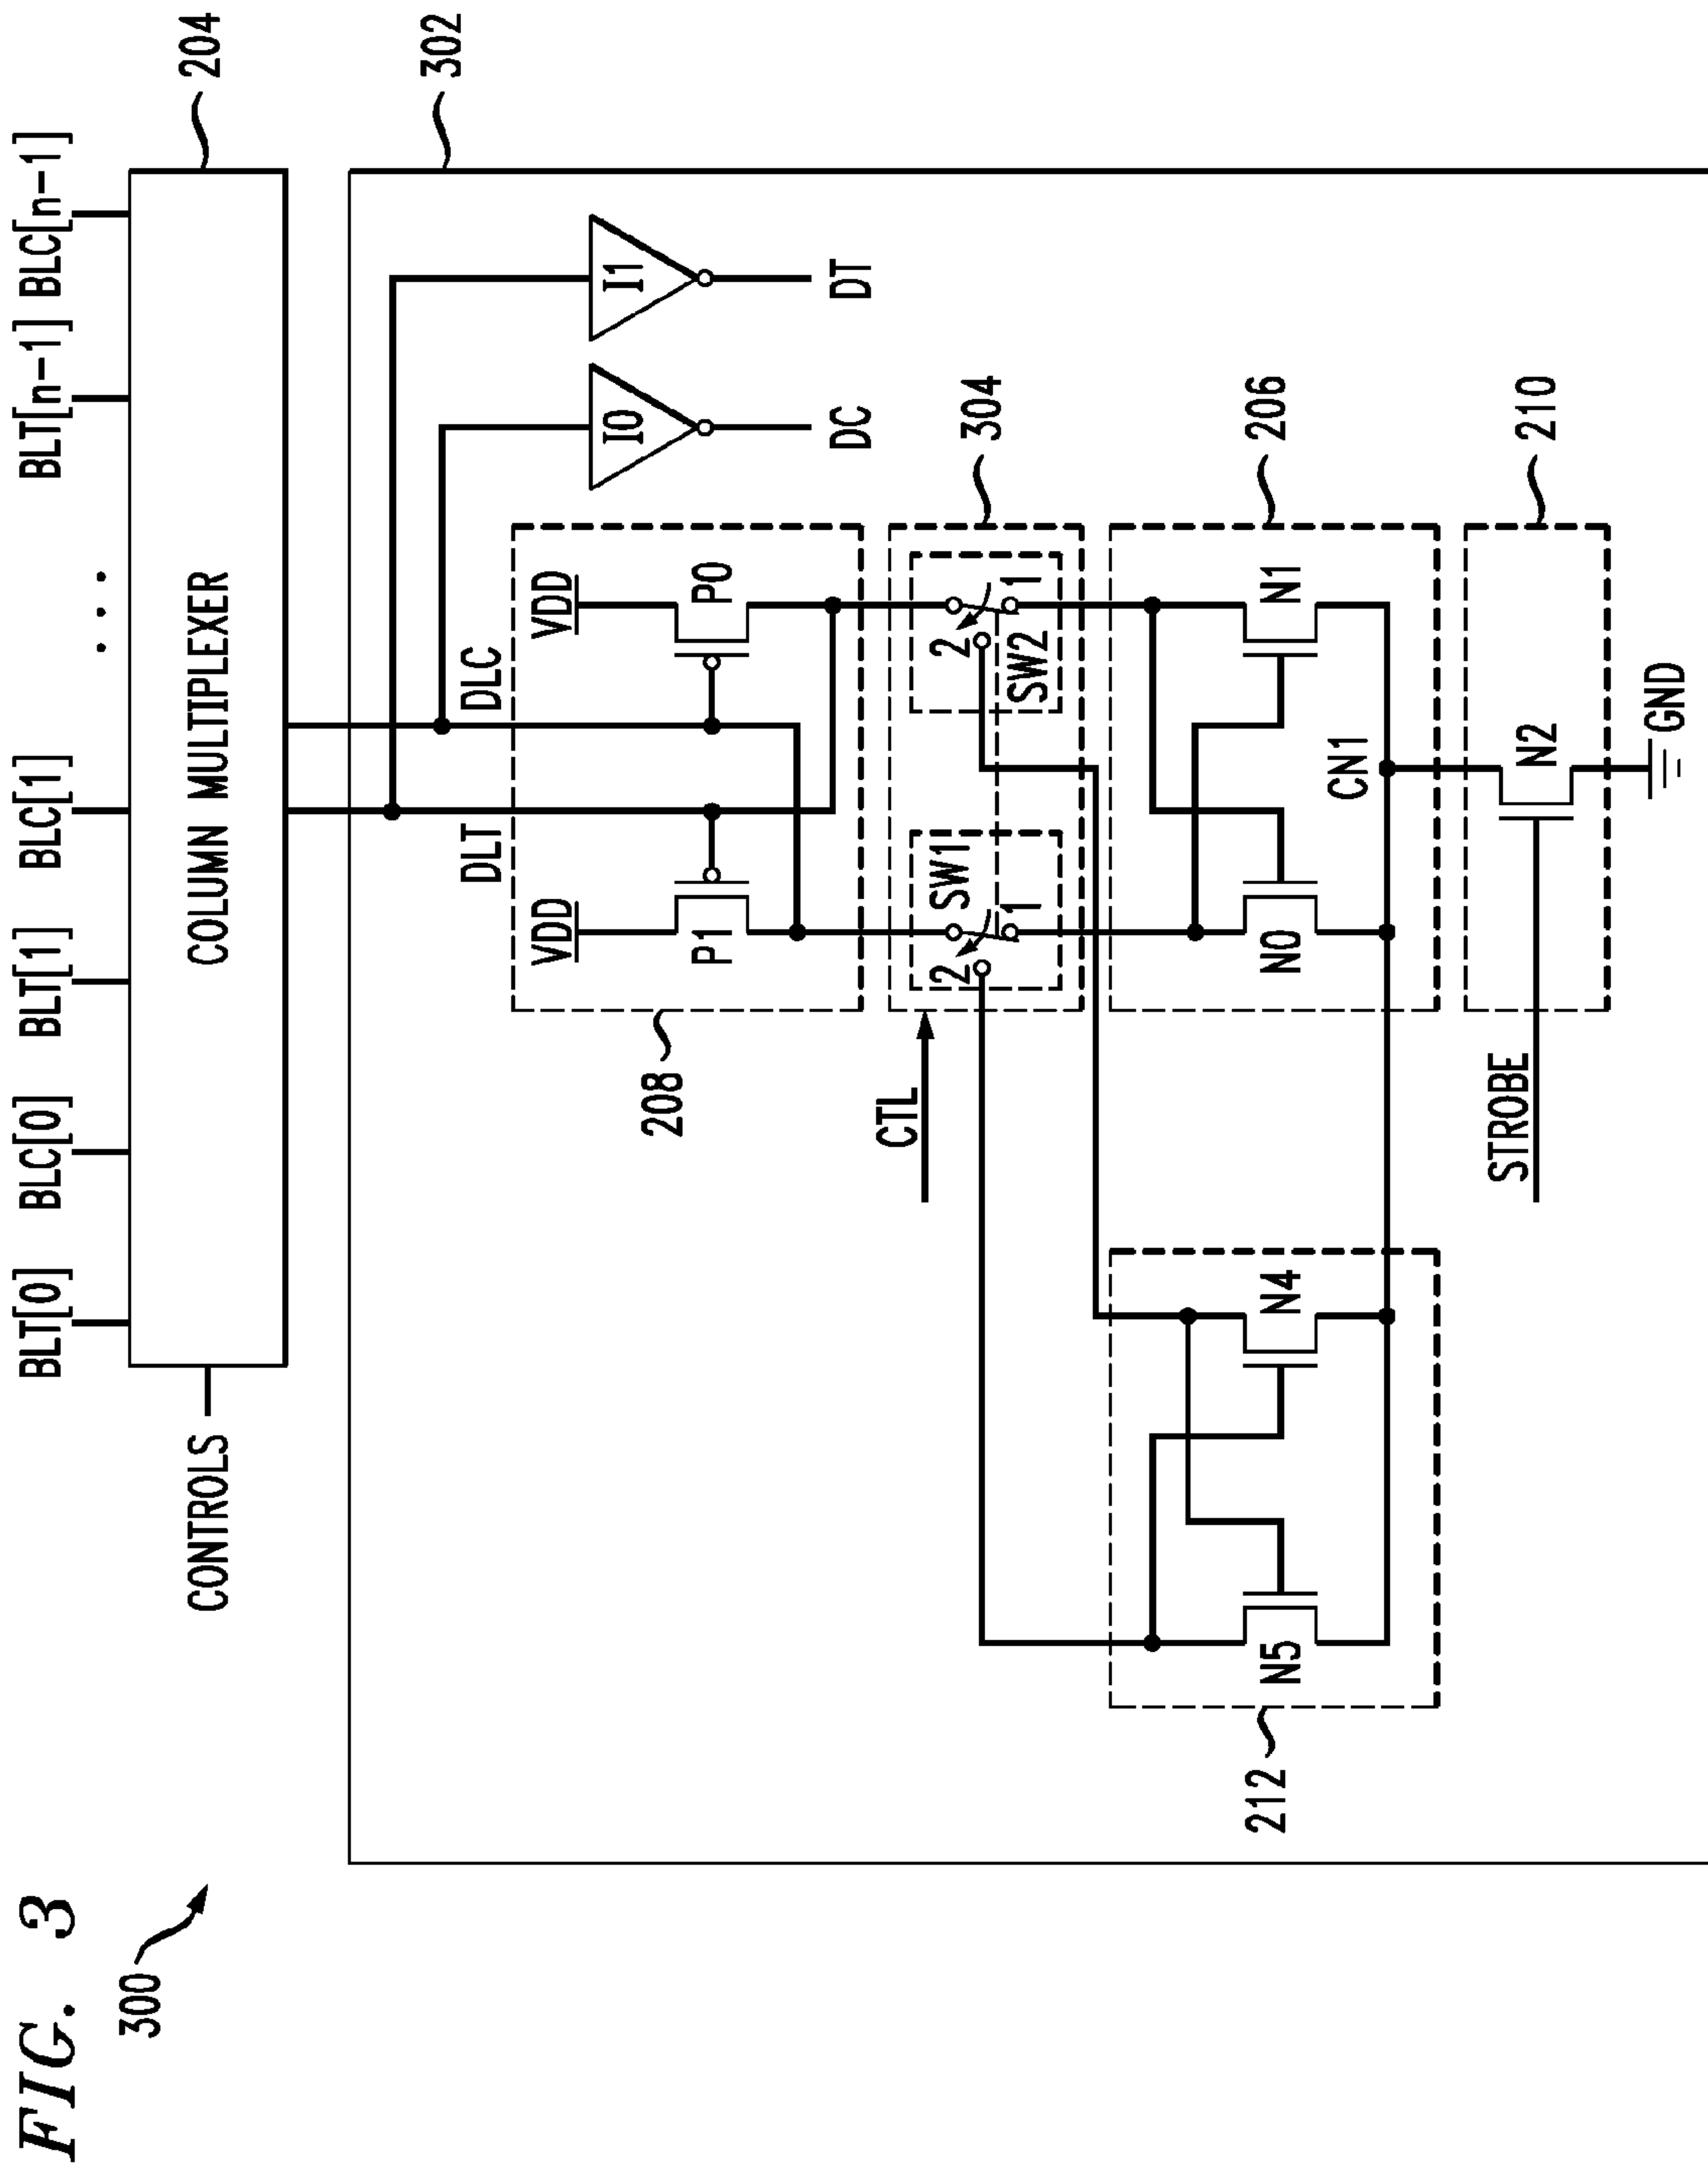 FIG. 3
300
BLT[0] BLC[0] BLT[1] BLC[1] . . . BLT[n-1] BLC[n-1]
CONTROLS
COLUMN MULTIPLEXER
204
302
DLT
DLC
VDD
VDD
P1
P0
208
I0
I1
DC
DT
CTL
SW1
2
1
SW2
2
1
304
212
N5
N4
N0
N1
206
CN1
STROBE
N2
210
GND